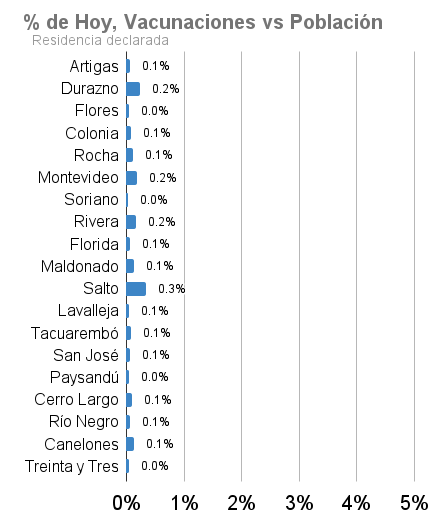 % de Hoy, Vacunaciones vs Población
Residencia declarada
Artigas 0.1%
Durazno 0.2%
Flores 0.0%
Colonia 0.1%
Rocha 0.1%
Montevideo 0.2%
Soriano 0.0%
Rivera 0.2%
Florida 0.1%
Maldonado 0.1%
Salto 0.3%
Lavalleja 0.1%
Tacuarembó 0.1%
San José 0.1%
Paysandú 0.0%
Cerro Largo 0.1%
Río Negro 0.1%
Canelones 0.1%
Treinta y Tres 0.0%
0% 1% 2% 3% 4% 5%